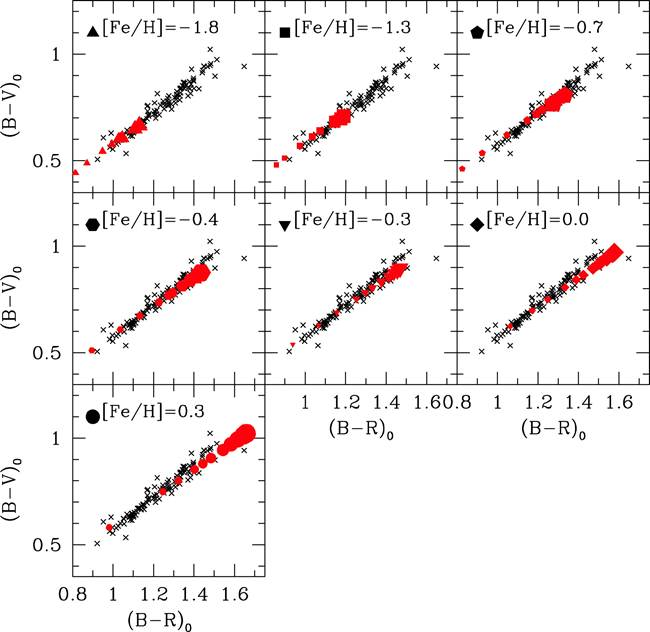 [Fe/H]=−1.8
[Fe/H]=−1.3
[Fe/H]=−0.7
1
0.5
(B−V)0
[Fe/H]=−0.4
[Fe/H]=−0.3
[Fe/H]=0.0
1
0.5
(B−V)0
1 1.2 1.4 1.6 0.8 1 1.2 1.4 1.6
(B−R)0
(B−R)0
[Fe/H]=0.3
1
0.5
(B−V)0
0.8 1 1.2 1.4 1.6
(B−R)0